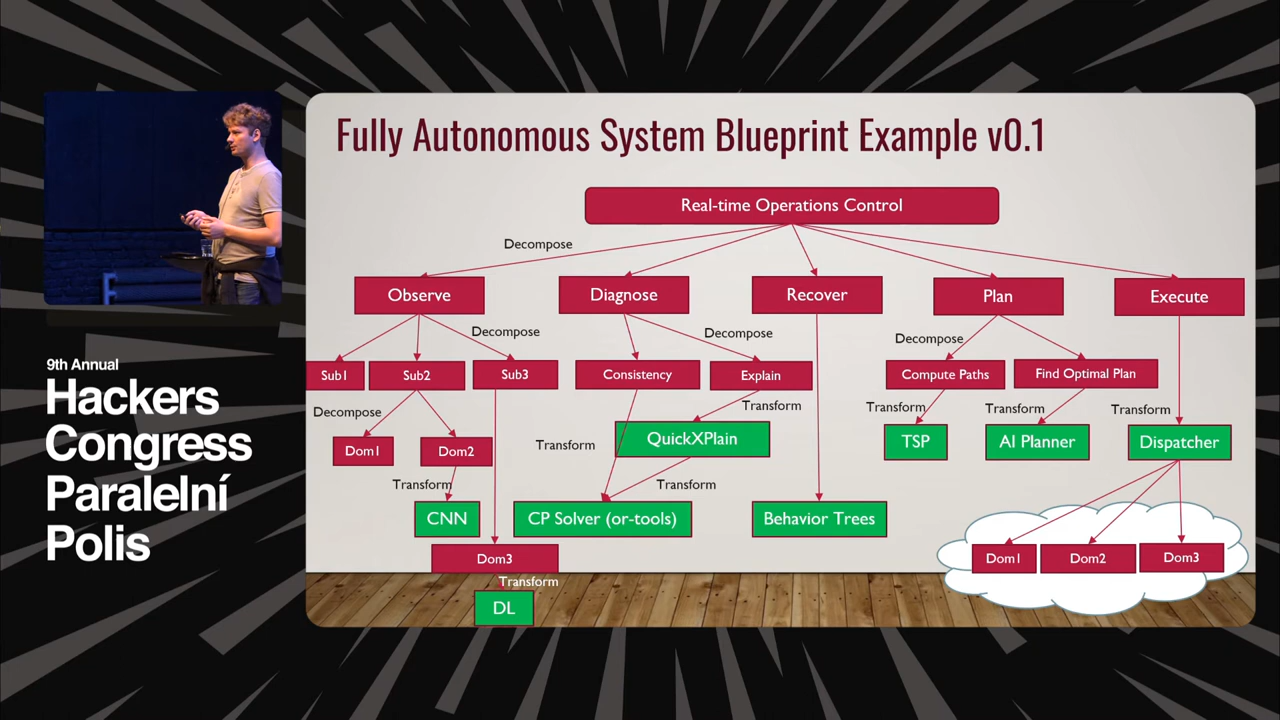 Fully Autonomous System Blueprint Example v0.1
Real-time Operations Control
Decompose
Observe
Diagnose
Recover
Plan
Execute
Decompose
Decompose
Decompose
Sub1
Sub2
Sub3
Consistency
Explain
Compute Paths
Find Optimal Plan
Decompose
Transform
Transform
Transform
Transform
Dom1
Dom2
Transform
QuickXPlain
TSP
AI Planner
Dispatcher
Transform
Transform
CNN
CP Solver (or-tools)
Behavior Trees
Dom3
Transform
DL
Dom1
Dom2
Dom3
9th Annual
Hackers
Congress
Paralelní
Polis